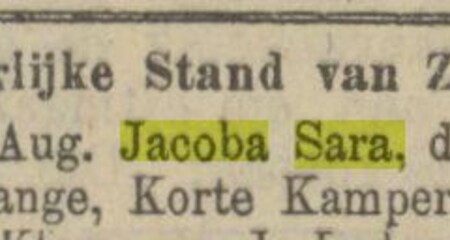 rlijke Stand van Z
Aug. Jacoba Sara, d
ange, Korte Kamper